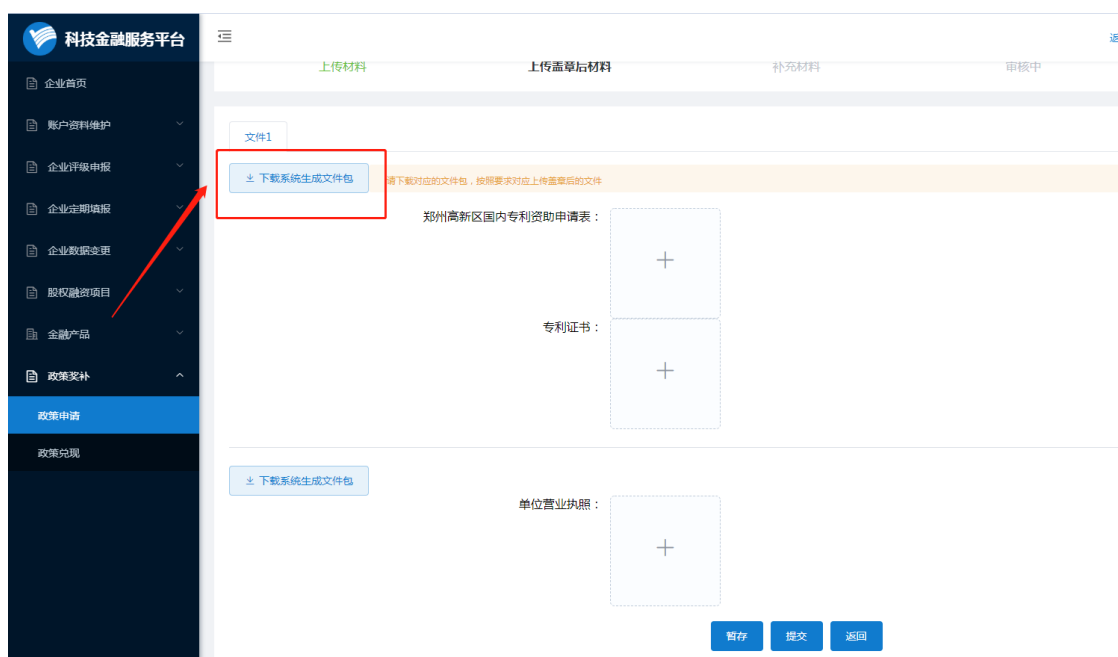 科技金融服务平台
返
企业首页
账户资料维护
企业评级申报
企业定期填报
企业数据变更
股权融资项目
金融产品
政策奖补
政策申请
政策兑现
上传材料
上传盖章后材料
补充材料
审核中
文件1
下载系统生成文件包
请下载对应的文件包，按照要求对应上传盖章后的文件
郑州高新区国内专利资助申请表：
专利证书：
下载系统生成文件包
单位营业执照：
暂存
提交
返回